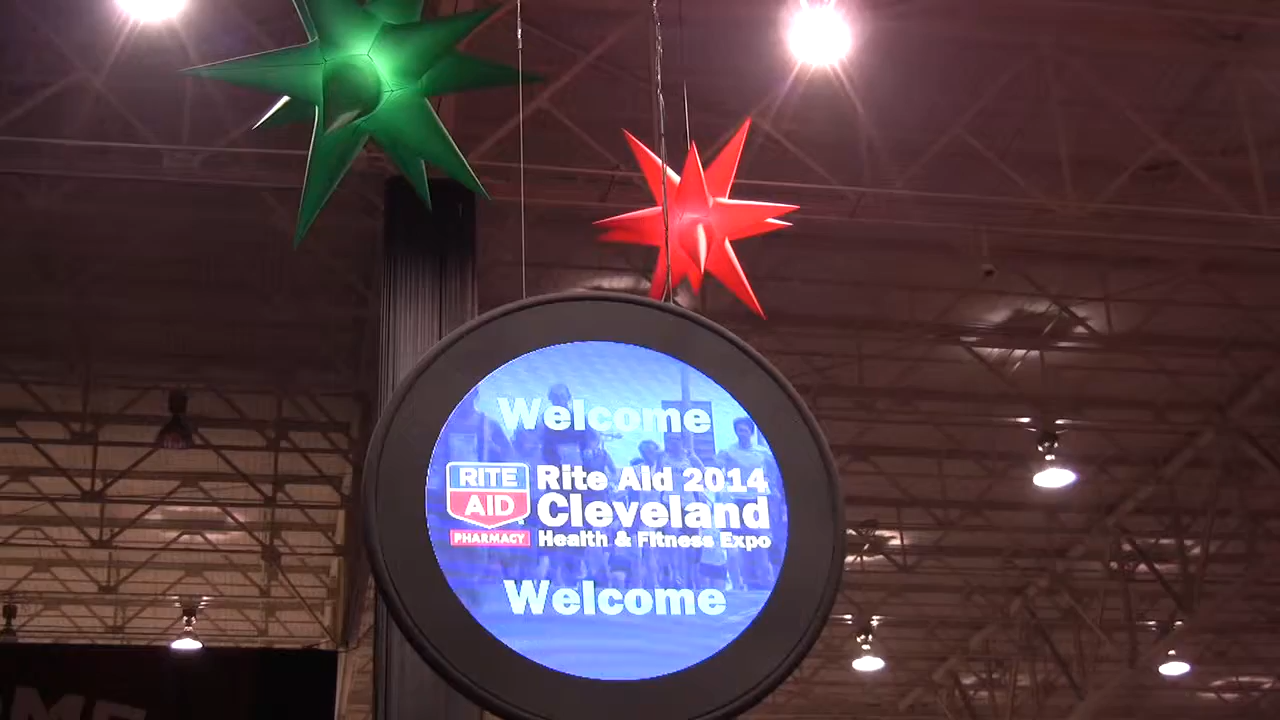 Welcome
RITE AID PHARMACY
Rite Aid 2014
Cleveland
Health & Fitness Expo
Welcome